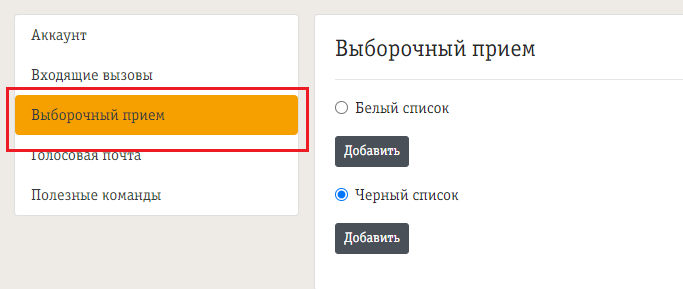 Аккаунт
Входящие вызовы
Выборочный прием
Голосовая почта
Полезные команды
Выборочный прием
Белый список
Добавить
Черный список
Добавить